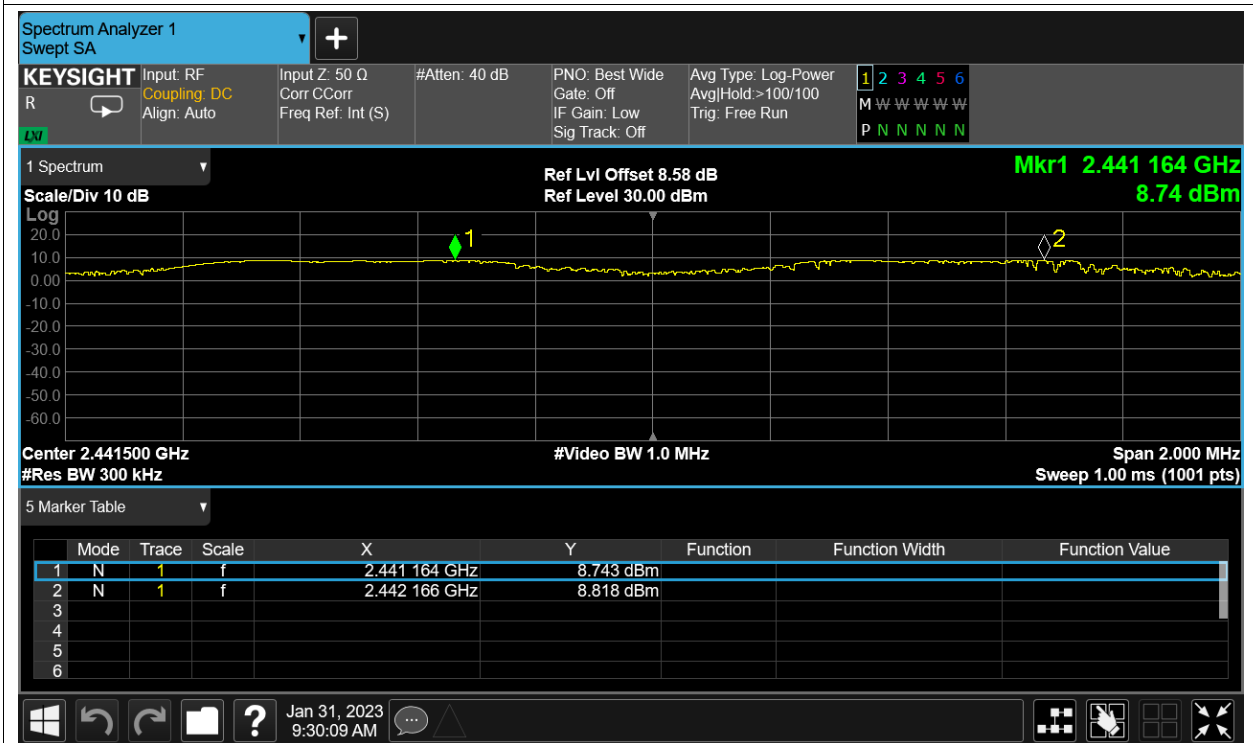 Spectrum Analyzer 1
Swept SA
KEYSIGHT
R
LXI
Input: RF
Coupling: DC
Align: Auto
Input Z: 50 Ω
Corr CCorr
Freq Ref: Int (S)
#Atten: 40 dB
PNO: Best Wide
Gate: Off
IF Gain: Low
Sig Track: Off
Avg Type: Log-Power
Avg|Hold:>100/100
Trig: Free Run
1 2 3 4 5 6
M W W W W W
P N N N N N
1 Spectrum
Scale/Div 10 dB
Ref Lvl Offset 8.58 dB
Ref Level 30.00 dBm
Mkr1 2.441 164 GHz
8.74 dBm
Log
20.0
10.0
0.00
-10.0
-20.0
-30.0
-40.0
-50.0
-60.0
1
2
Center 2.441500 GHz
#Res BW 300 kHz
#Video BW 1.0 MHz
Span 2.000 MHz
Sweep 1.00 ms (1001 pts)
5 Marker Table
Mode Trace Scale X Y Function Function Width Function Value
1 N 1 f 2.441 164 GHz 8.743 dBm
2 N 1 f 2.442 166 GHz 8.818 dBm
3
4
5
6
?
Jan 31, 2023
9:30:09 AM